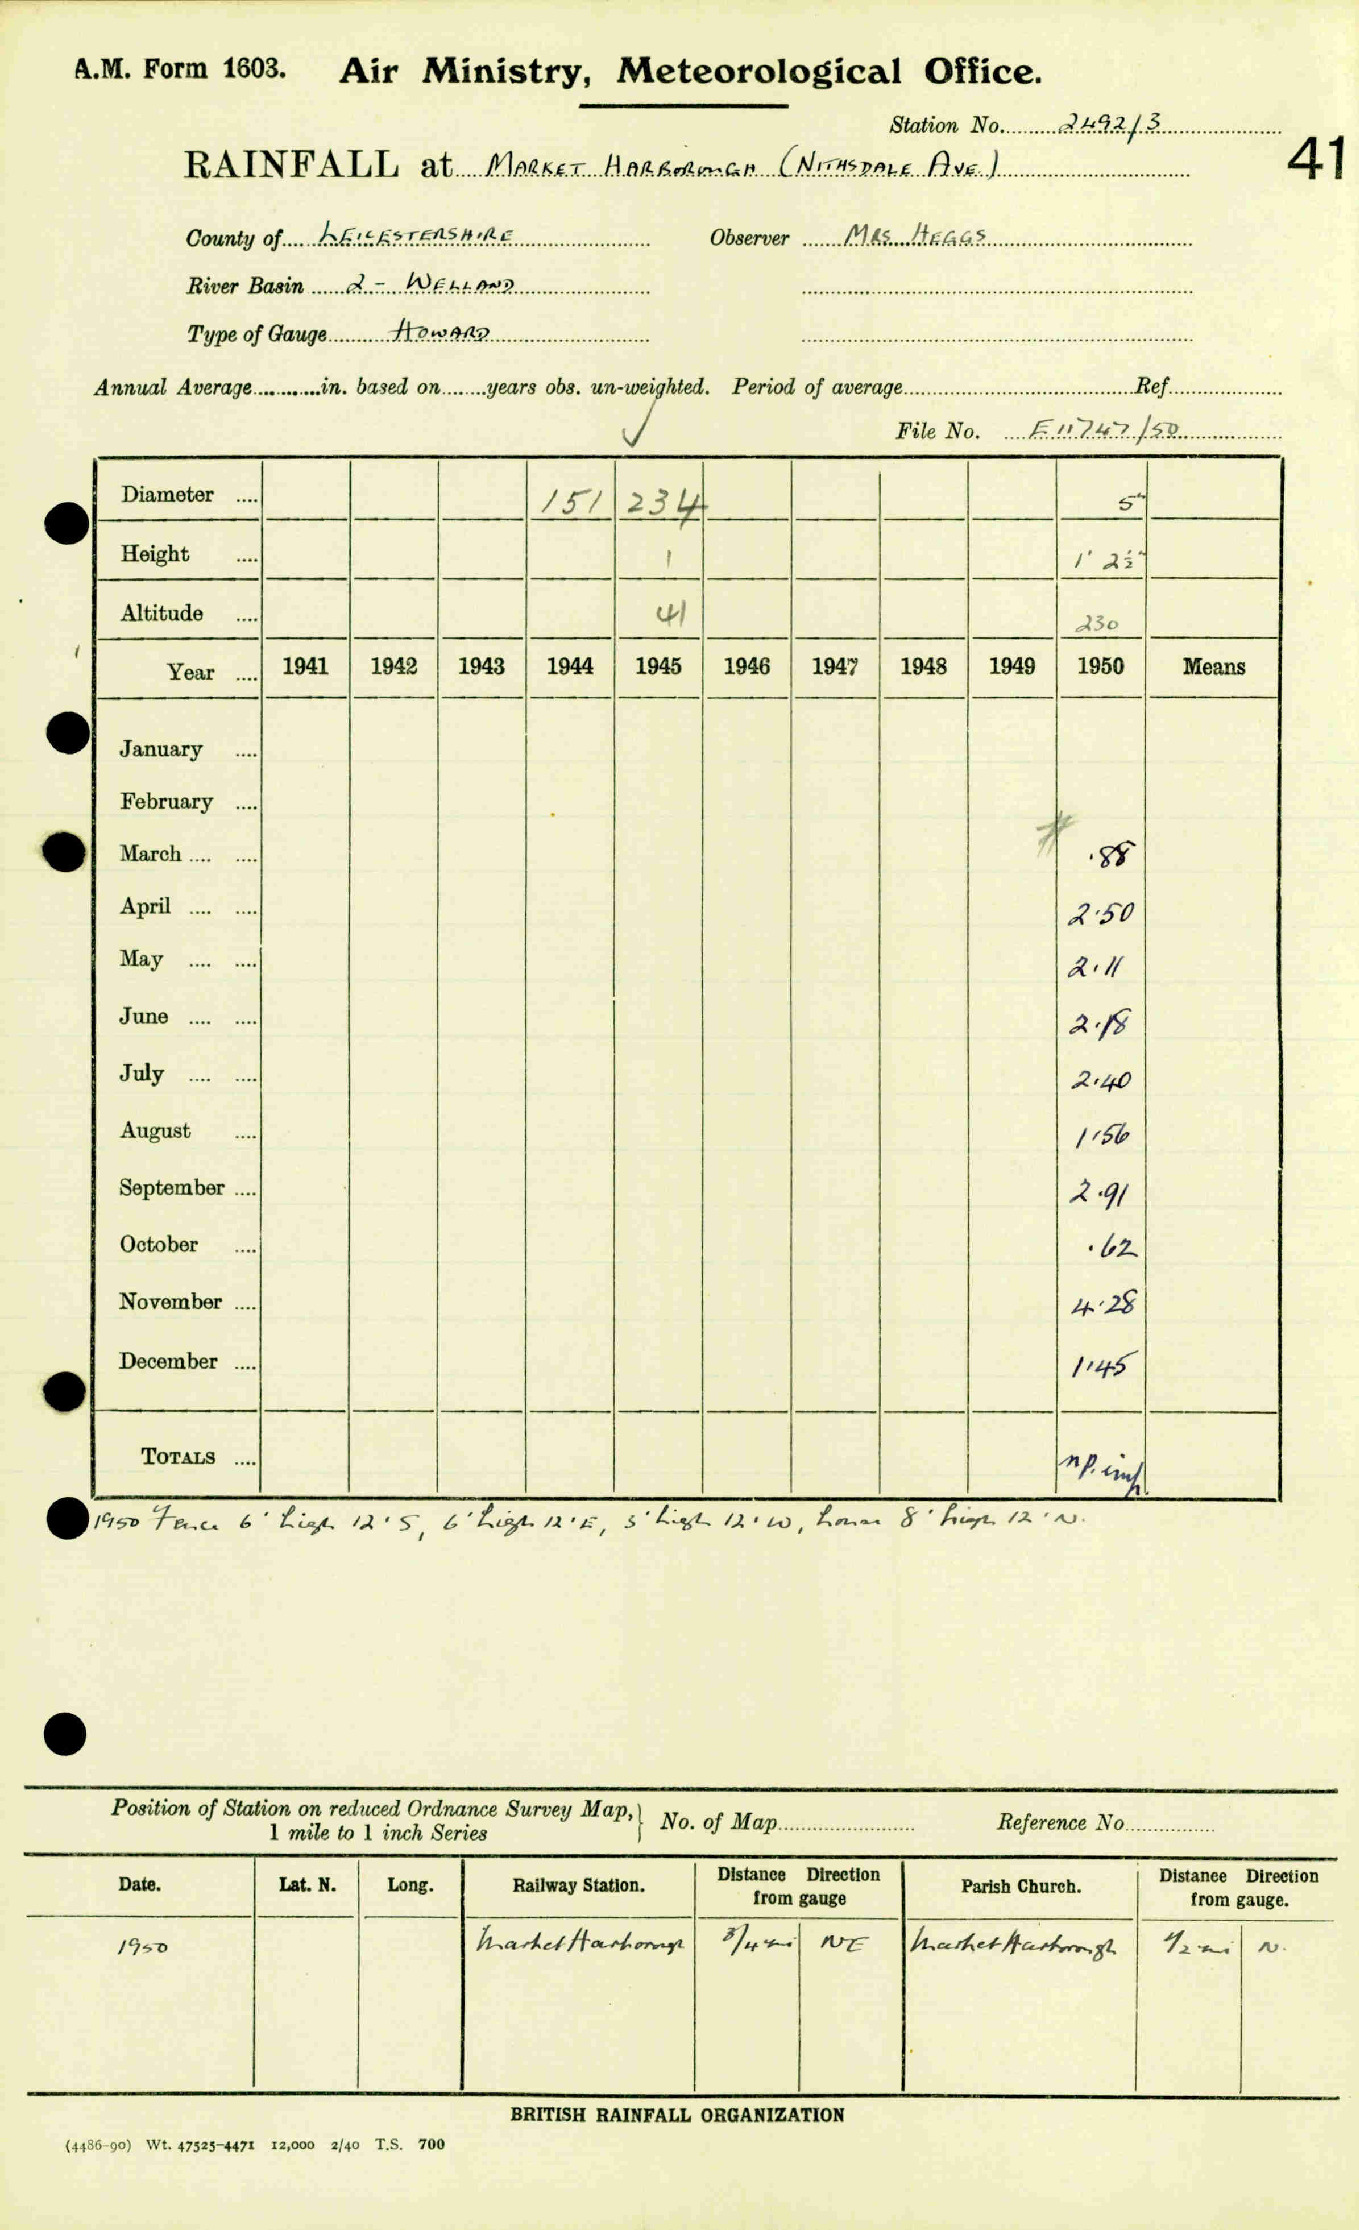 A.M. Form 1603. Air Ministry, Meteorological Office.
Station No. 2492/3
41
RAINFALL at MARKET HARBOROUGH (NITHSDALE AVE.)
County of LEICESTERSHIRE Observer MRS HEGGS
River Basin 2 - WELLAND
Type of Gauge HOWARD
Annual Average............in. based on.......years obs. un-weighted. Period of average Ref.
File No. E11747/50
Diameter .... 151 234 5"
Height .... 1 1' 2½"
Altitude .... 41 230
Year .... 1941 1942 1943 1944 1945 1946 1947 1948 1949 1950 Means
January ....
February ....
March .... .... # .88
April .... .... 2.50
May .... .... 2.11
June .... .... 2.18
July .... .... 2.40
August .... 1.56
September .... 2.91
October .... .62
November .... 4.28
December .... 1.45
TOTALS .... np. imp.
1950 Fence 6' high 12' S, 6' high 12' E, 5' high 12' W, house 8' high 12' N.
Position of Station on reduced Ordnance Survey Map, } No. of Map Reference No.
1 mile to 1 inch Series
Date. Lat. N. Long. Railway Station. Distance Direction from gauge Parish Church. Distance Direction from gauge.
1950 Market Harborough 3/4 mi NE Market Harborough 1/2 mi N.
BRITISH RAINFALL ORGANIZATION
(4486-90) Wt. 47525-4471 12,000 2/40 T.S. 700